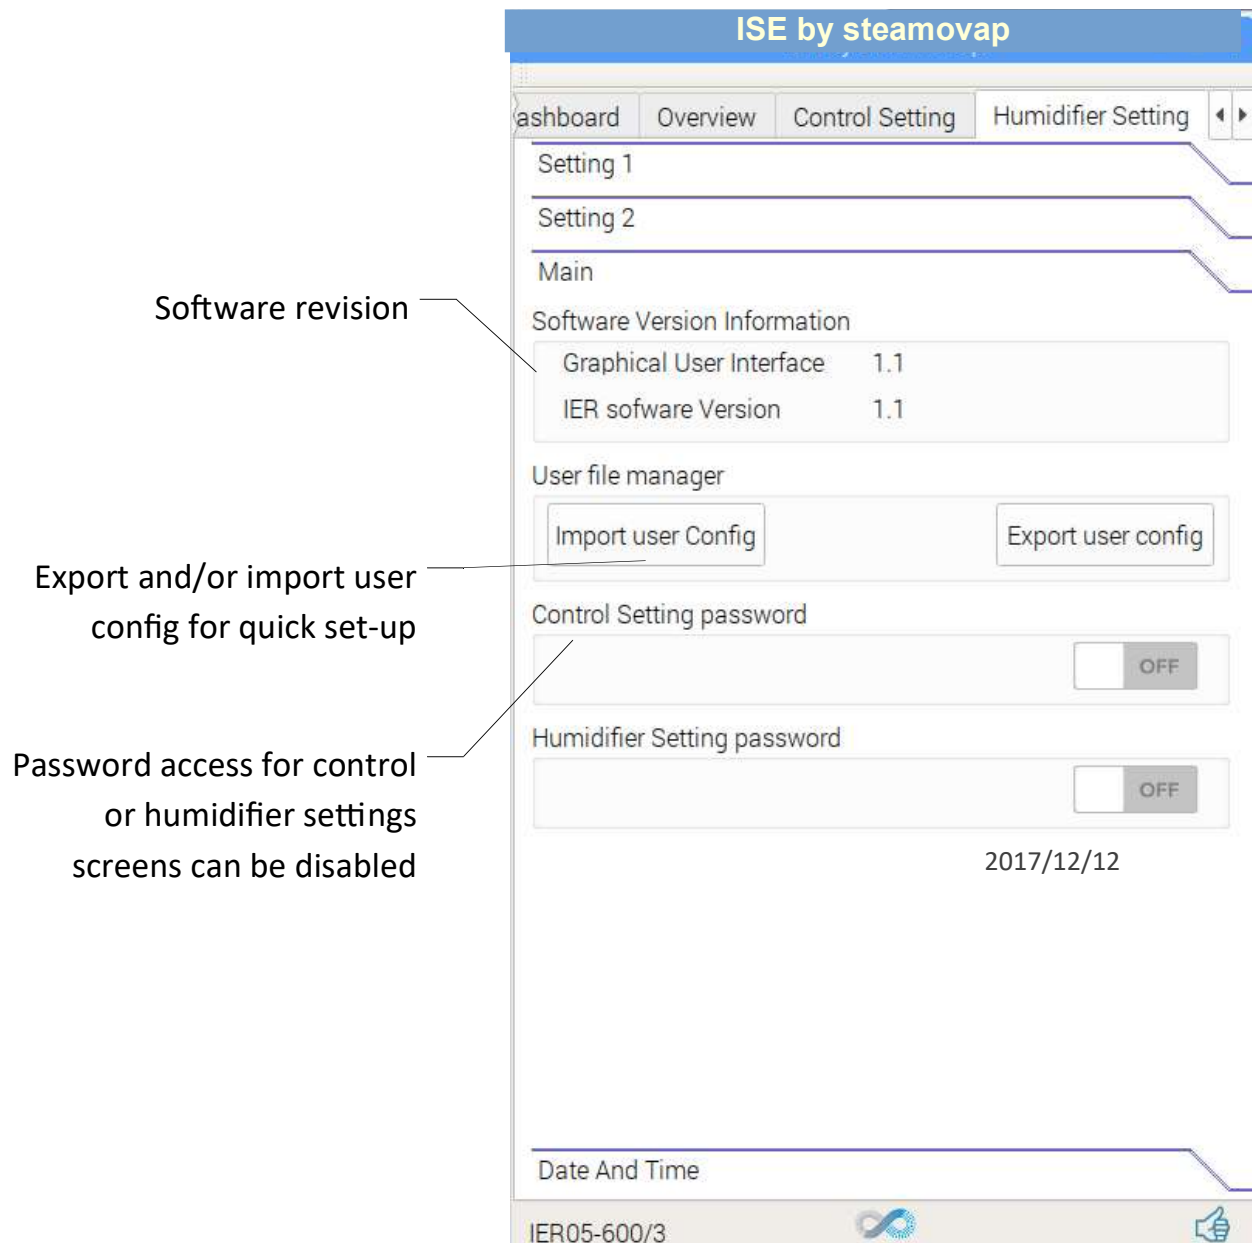 ISE by steamovap
ashboard Overview Control Setting Humidifier Setting
Setting 1
Setting 2
Main
Software revision
Software Version Information
Graphical User Interface 1.1
IER sofware Version 1.1
User file manager
Import user Config Export user config
Export and/or import user
config for quick set-up
Control Setting password
OFF
Humidifier Setting password
OFF
Password access for control
or humidifier settings
screens can be disabled
2017/12/12
Date And Time
IER05-600/3